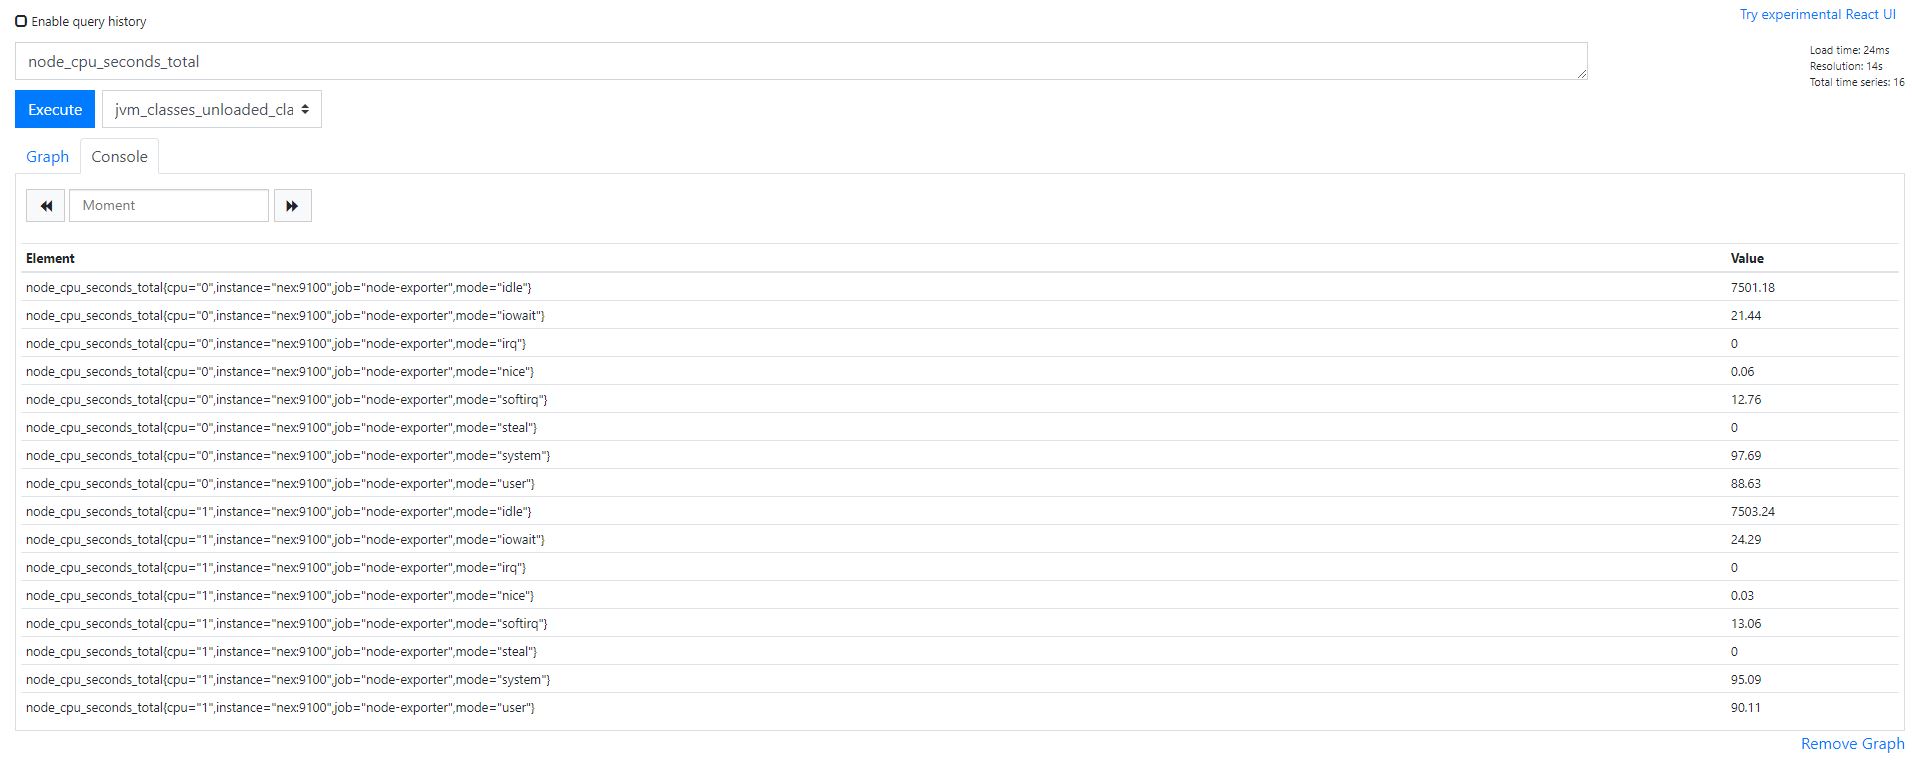 Enable query history
Try experimental React UI
node_cpu_seconds_total
Load time: 24ms
Resolution: 14s
Total time series: 16
Execute
jvm_classes_unloaded_cla
Graph
Console
Moment
Element Value
node_cpu_seconds_total{cpu="0",instance="nex:9100",job="node-exporter",mode="idle"} 7501.18
node_cpu_seconds_total{cpu="0",instance="nex:9100",job="node-exporter",mode="iowait"} 21.44
node_cpu_seconds_total{cpu="0",instance="nex:9100",job="node-exporter",mode="irq"} 0
node_cpu_seconds_total{cpu="0",instance="nex:9100",job="node-exporter",mode="nice"} 0.06
node_cpu_seconds_total{cpu="0",instance="nex:9100",job="node-exporter",mode="softirq"} 12.76
node_cpu_seconds_total{cpu="0",instance="nex:9100",job="node-exporter",mode="steal"} 0
node_cpu_seconds_total{cpu="0",instance="nex:9100",job="node-exporter",mode="system"} 97.69
node_cpu_seconds_total{cpu="0",instance="nex:9100",job="node-exporter",mode="user"} 88.63
node_cpu_seconds_total{cpu="1",instance="nex:9100",job="node-exporter",mode="idle"} 7503.24
node_cpu_seconds_total{cpu="1",instance="nex:9100",job="node-exporter",mode="iowait"} 24.29
node_cpu_seconds_total{cpu="1",instance="nex:9100",job="node-exporter",mode="irq"} 0
node_cpu_seconds_total{cpu="1",instance="nex:9100",job="node-exporter",mode="nice"} 0.03
node_cpu_seconds_total{cpu="1",instance="nex:9100",job="node-exporter",mode="softirq"} 13.06
node_cpu_seconds_total{cpu="1",instance="nex:9100",job="node-exporter",mode="steal"} 0
node_cpu_seconds_total{cpu="1",instance="nex:9100",job="node-exporter",mode="system"} 95.09
node_cpu_seconds_total{cpu="1",instance="nex:9100",job="node-exporter",mode="user"} 90.11
Remove Graph